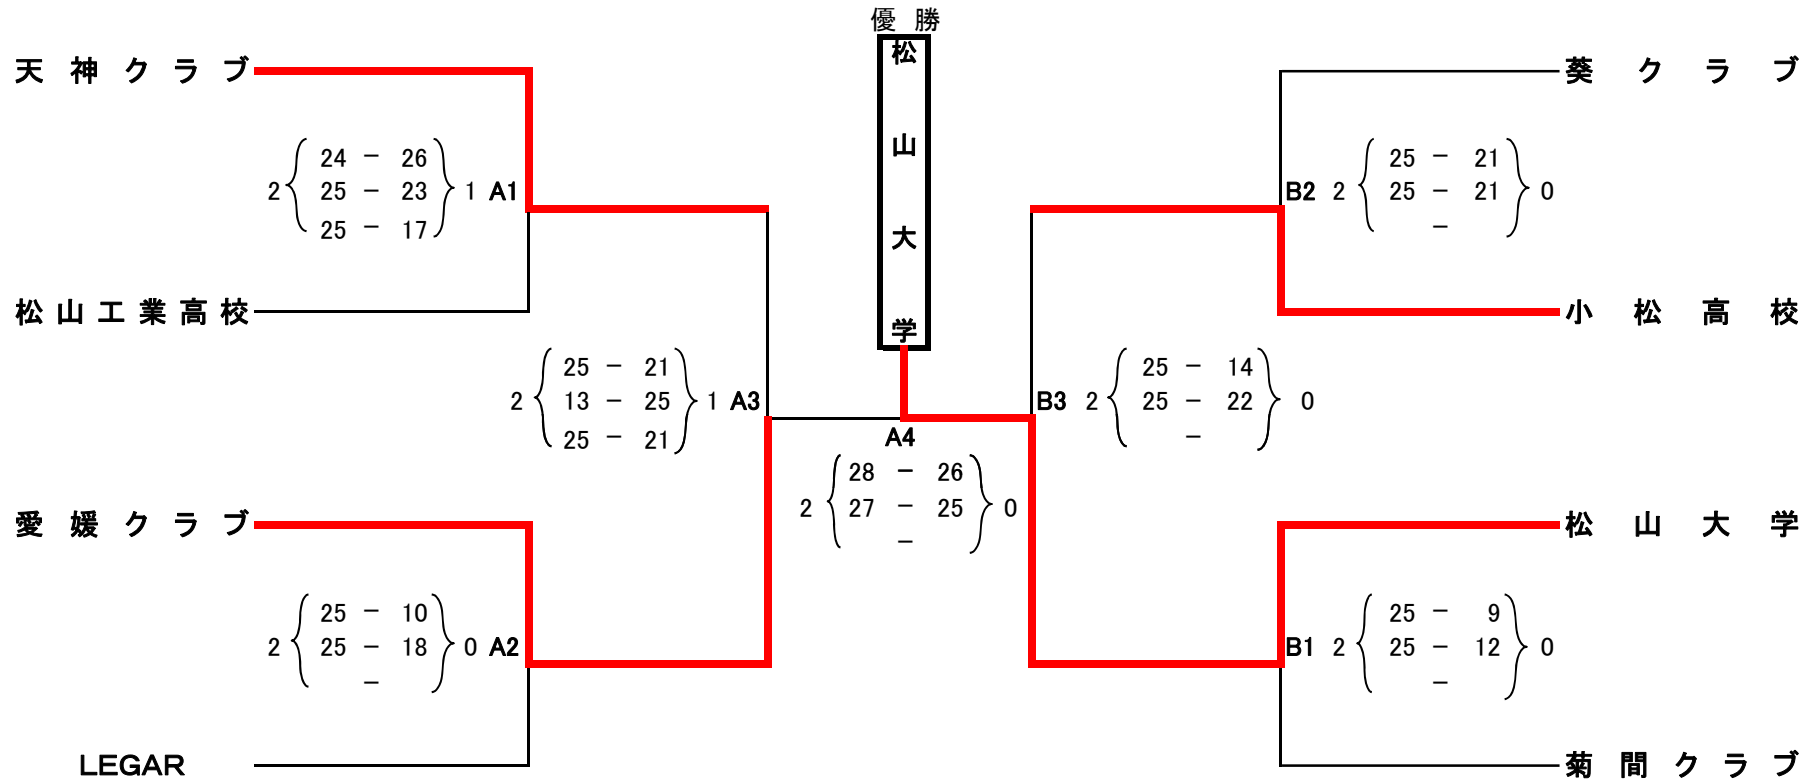 優 勝
松山大学
天神クラブ
葵クラブ
24 － 26
2 25 － 23 1 A1
25 － 17
25 － 21
B2 2 25 － 21 0
－
松山工業高校
小松高校
25 － 21
2 13 － 25 1 A3
25 － 21
25 － 14
B3 2 25 － 22 0
－
A4
28 － 26
2 27 － 25 0
－
愛媛クラブ
松山大学
25 － 10
2 25 － 18 0 A2
－
25 － 9
B1 2 25 － 12 0
－
LEGAR
菊間クラブ